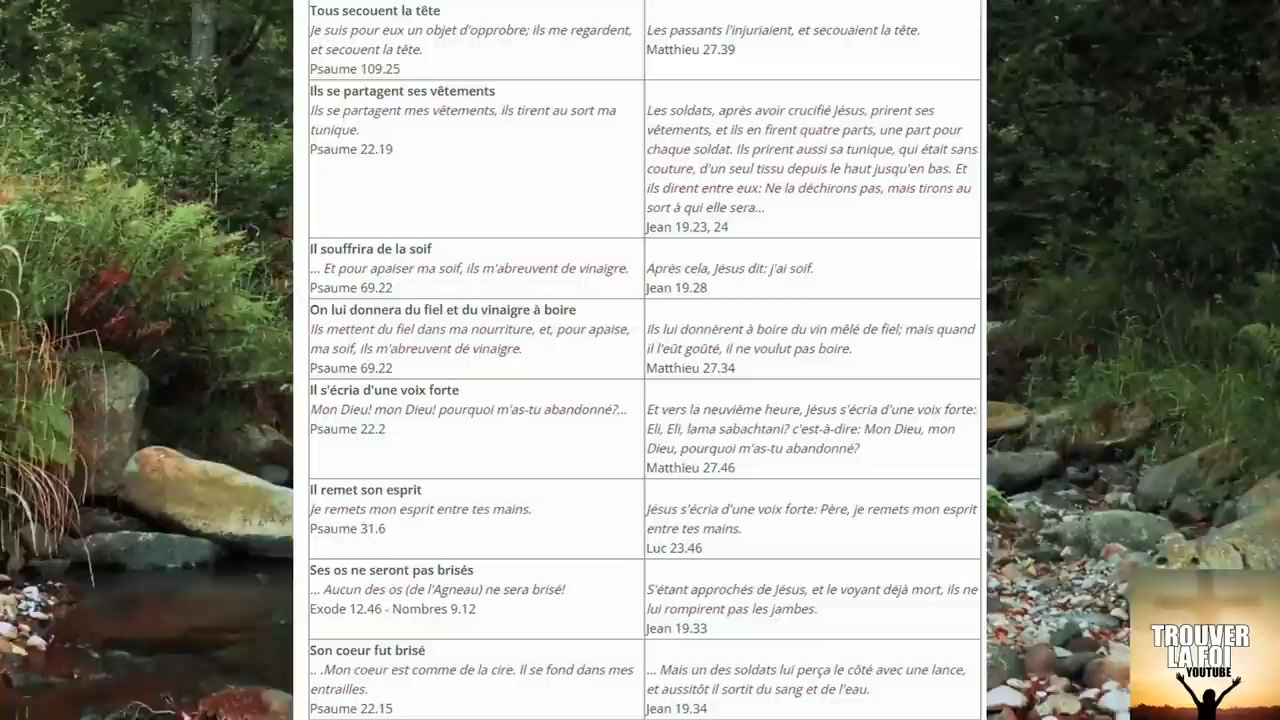 Tous secouent la tête
Je suis pour eux un objet d'opprobre; ils me regardent,
et secouent la tête.
Psaume 109.25
Les passants l'injuriaient, et secouaient la tête.
Matthieu 27.39
Ils se partagent ses vêtements
Ils se partagent mes vêtements, ils tirent au sort ma
tunique.
Psaume 22.19
Les soldats, après avoir crucifié Jésus, prirent ses
vêtements, et ils en firent quatre parts, une part pour
chaque soldat. Ils prirent aussi sa tunique, qui était sans
couture, d'un seul tissu depuis le haut jusqu'en bas. Et
ils dirent entre eux: Ne la déchirons pas, mais tirons au
sort à qui elle sera...
Jean 19.23, 24
Il souffrira de la soif
... Et pour apaiser ma soif, ils m'abreuvent de vinaigre.
Psaume 69.22
Après cela, Jésus dit: j'ai soif.
Jean 19.28
On lui donnera du fiel et du vinaigre à boire
Ils mettent du fiel dans ma nourriture, et, pour apaise,
ma soif, ils m'abreuvent dé vinaigre.
Psaume 69.22
Ils lui donnèrent à boire du vin mêlé de fiel; mais quand
il l'eût goûté, il ne voulut pas boire.
Matthieu 27.34
Il s'écria d'une voix forte
Mon Dieu! mon Dieu! pourquoi m'as-tu abandonné?...
Psaume 22.2
Et vers la neuvième heure, Jésus s'écria d'une voix forte:
Eli, Eli, lama sabachtani? c'est-à-dire: Mon Dieu, mon
Dieu, pourquoi m'as-tu abandonné?
Matthieu 27.46
Il remet son esprit
Je remets mon esprit entre tes mains.
Psaume 31.6
Jésus s'écria d'une voix forte: Père, je remets mon esprit
entre tes mains.
Luc 23.46
Ses os ne seront pas brisés
... Aucun des os (de l'Agneau) ne sera brisé!
Exode 12.46 - Nombres 9.12
S'étant approchés de Jésus, et le voyant déjà mort, ils ne
lui rompirent pas les jambes.
Jean 19.33
Son coeur fut brisé
.. .Mon coeur est comme de la cire. Il se fond dans mes
entrailles.
Psaume 22.15
... Mais un des soldats lui perça le côté avec une lance,
et aussitôt il sortit du sang et de l'eau.
Jean 19.34
TROUVER
LA FOI
YOUTUBE